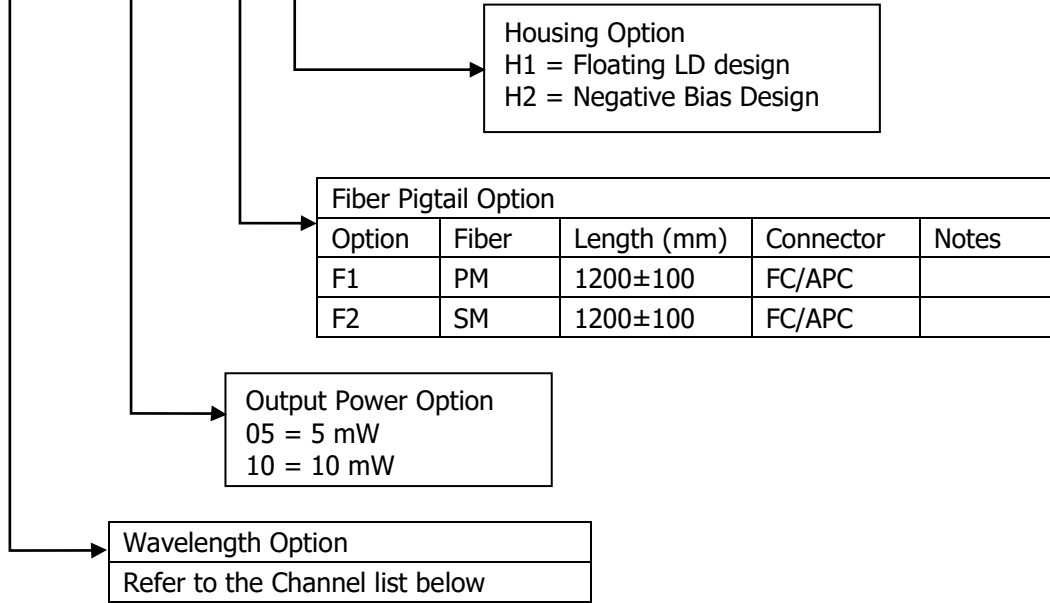 Housing Option
H1 = Floating LD design
H2 = Negative Bias Design
Fiber Pigtail Option
Option Fiber Length (mm) Connector Notes
F1 PM 1200±100 FC/APC
F2 SM 1200±100 FC/APC
Output Power Option
05 = 5 mW
10 = 10 mW
Wavelength Option
Refer to the Channel list below